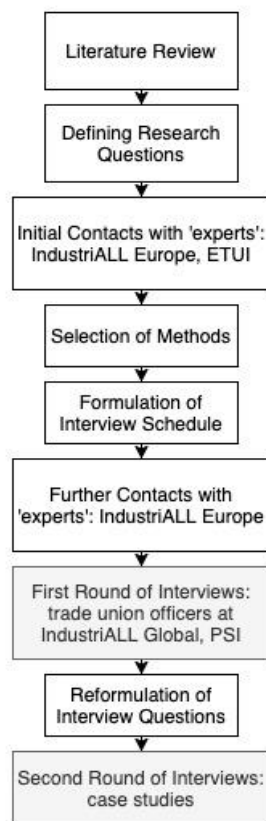 Literature Review
Defining Research
Questions
Initial Contacts with 'experts':
IndustriALL Europe, ETUI
Selection of Methods
Formulation of
Interview Schedule
Further Contacts with
'experts': IndustriALL Europe
First Round of Interviews:
trade union officers at
IndustriALL Global, PSI
Reformulation of
Interview Questions
Second Round of Interviews:
case studies